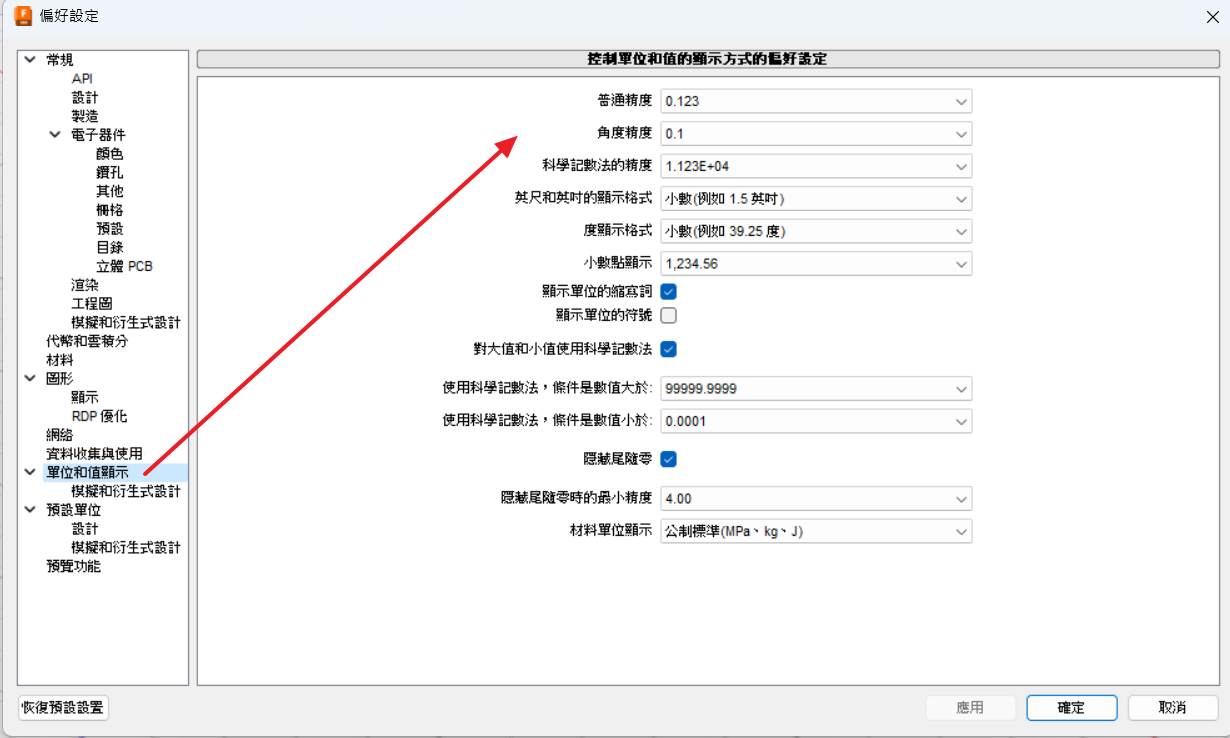 偏好設定
常規
API
設計
製造
電子器件
顏色
鑽孔
其他
柵格
預設
目錄
立體 PCB
渲染
工程圖
模擬和衍生式設計
代幣和雲積分
材料
圖形
顯示
RDP 優化
網絡
資料收集與使用
單位和值顯示
模擬和衍生式設計
預設單位
設計
模擬和衍生式設計
預覽功能
控制單位和值的顯示方式的偏好設定
普通精度 0.123
角度精度 0.1
科學記數法的精度 1.123E+04
英尺和英吋的顯示格式 小數(例如 1.5 英吋)
度顯示格式 小數(例如 39.25 度)
小數點顯示 1,234.56
顯示單位的縮寫詞
顯示單位的符號
對大值和小值使用科學記數法
使用科學記數法，條件是數值大於: 99999.9999
使用科學記數法，條件是數值小於: 0.0001
隱藏尾隨零
隱藏尾隨零時的最小精度 4.00
材料單位顯示 公制標準(MPa、kg、J)
恢復預設設置
應用
確定
取消